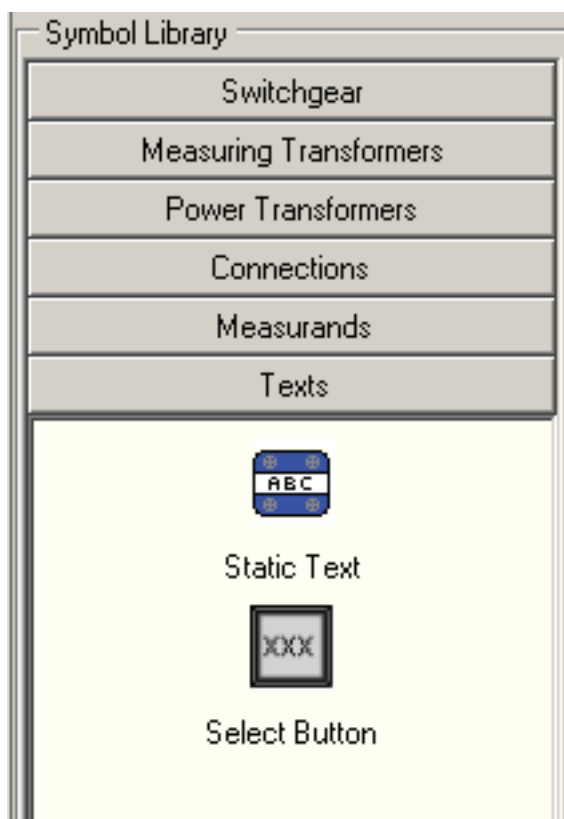 Symbol Library
Switchgear
Measuring Transformers
Power Transformers
Connections
Measurands
Texts
ABC
Static Text
XXX
Select Button